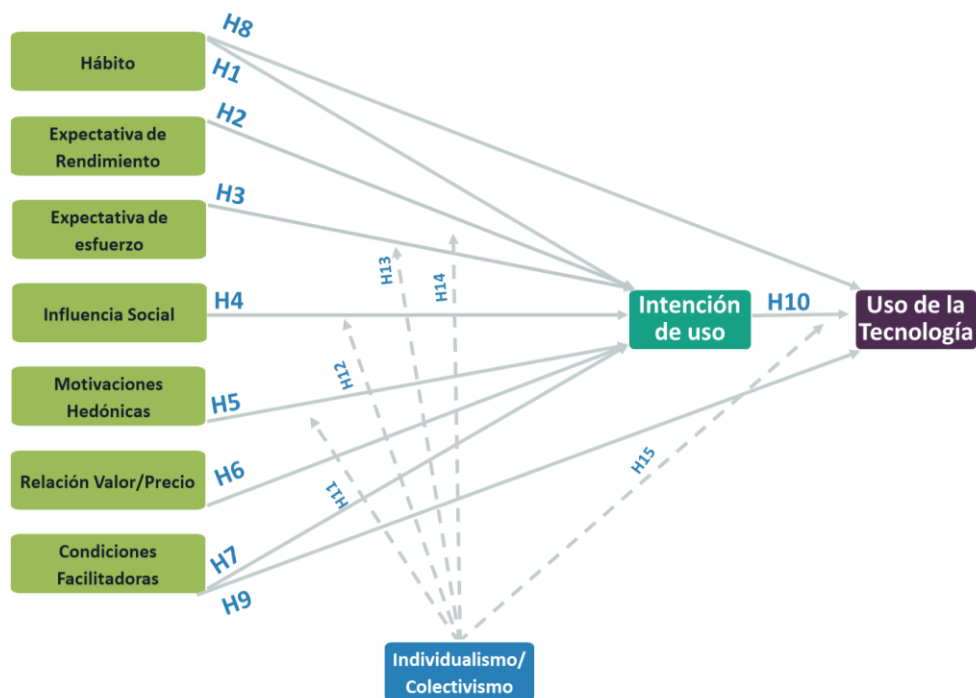 Hábito
H8
H1
Expectativa de
Rendimiento
H2
Expectativa de
esfuerzo
H3
Influencia Social
H4
Motivaciones
Hedónicas
H5
Relación Valor/Precio
H6
Condiciones
Facilitadoras
H7
H9
H13
H14
H12
H11
H15
Intención
de uso
H10
Uso de la
Tecnología
Individualismo/
Colectivismo